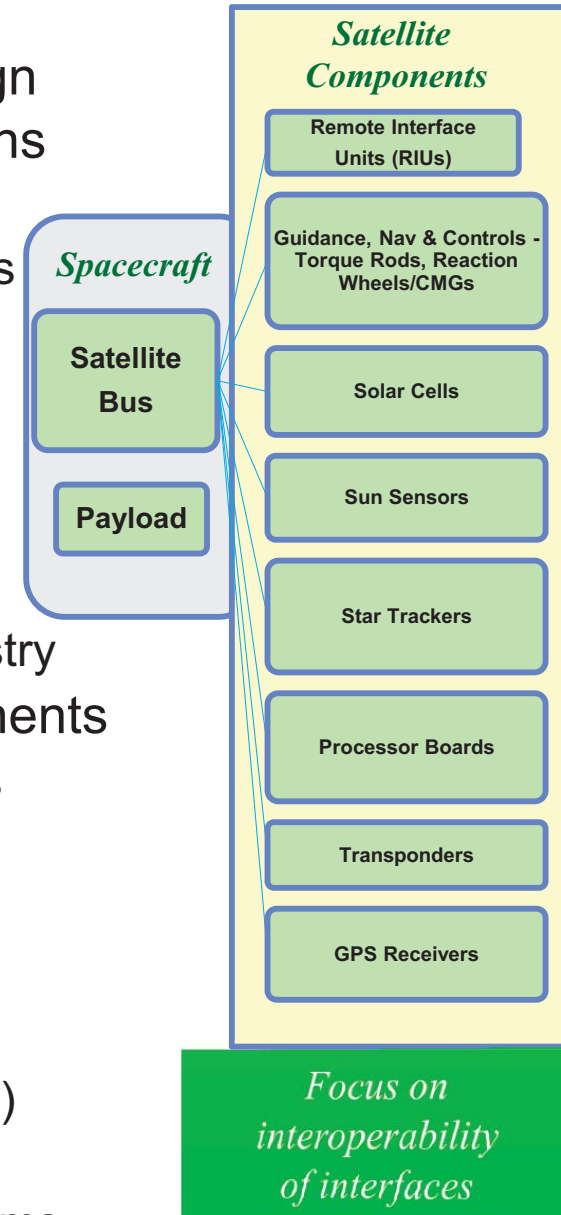 Satellite
Components
Remote Interface
Units (RIUs)
Guidance, Nav & Controls -
Torque Rods, Reaction
Wheels/CMGs
Spacecraft
Satellite
Bus
Solar Cells
Payload
Sun Sensors
Star Trackers
Processor Boards
Transponders
GPS Receivers
)
Focus on
interoperability
of interfaces